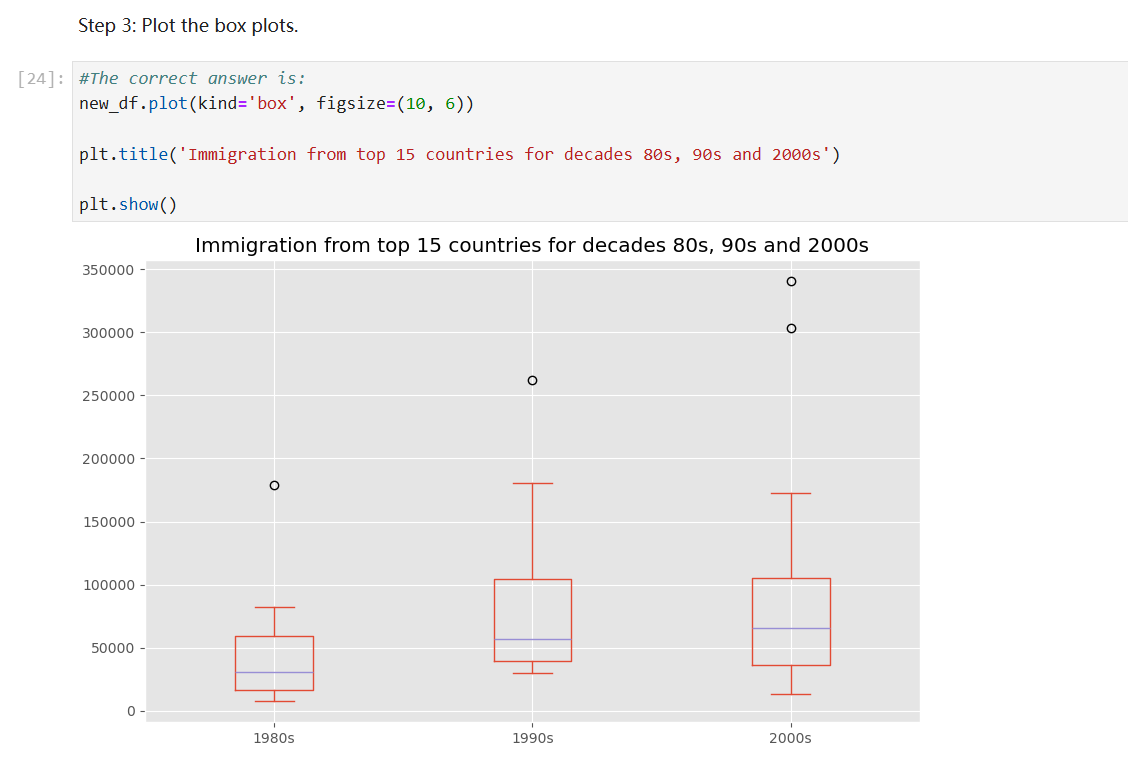 Step 3: Plot the box plots.
[24]:
#The correct answer is:
new_df.plot(kind='box', figsize=(10, 6))
plt.title('Immigration from top 15 countries for decades 80s, 90s and 2000s')
plt.show()
Immigration from top 15 countries for decades 80s, 90s and 2000s
350000
300000
250000
200000
150000
100000
50000
0
1980s 1990s 2000s